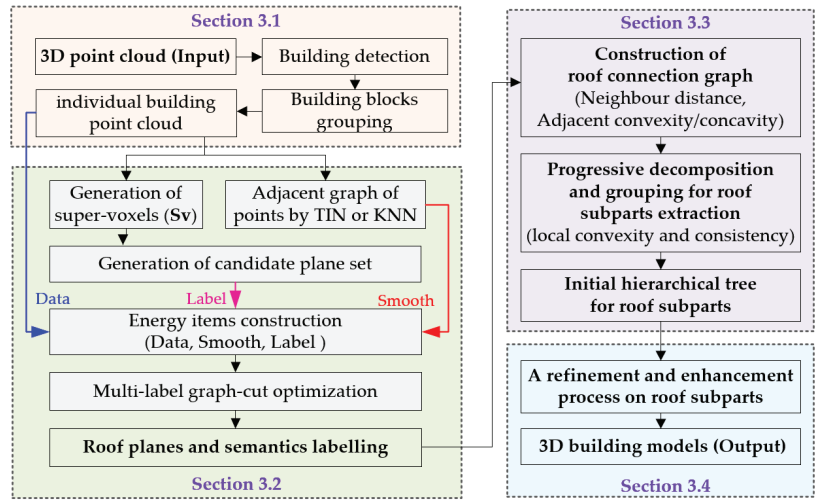 Section 3.1
3D point cloud (Input)
Building detection
Building blocks
grouping
individual building
point cloud
Generation of
super-voxels (Sv)
Adjacent graph of
points by TIN or KNN
Generation of candidate plane set
Data
Label
Smooth
Energy items construction
(Data, Smooth, Label )
Multi-label graph-cut optimization
Roof planes and semantics labelling
Section 3.2
Section 3.3
Construction of
roof connection graph
(Neighbour distance,
Adjacent convexity/concavity)
Progressive decomposition
and grouping for roof
subparts extraction
(local convexity and consistency)
Initial hierarchical tree
for roof subparts
A refinement and enhancement
process on roof subparts
3D building models (Output)
Section 3.4